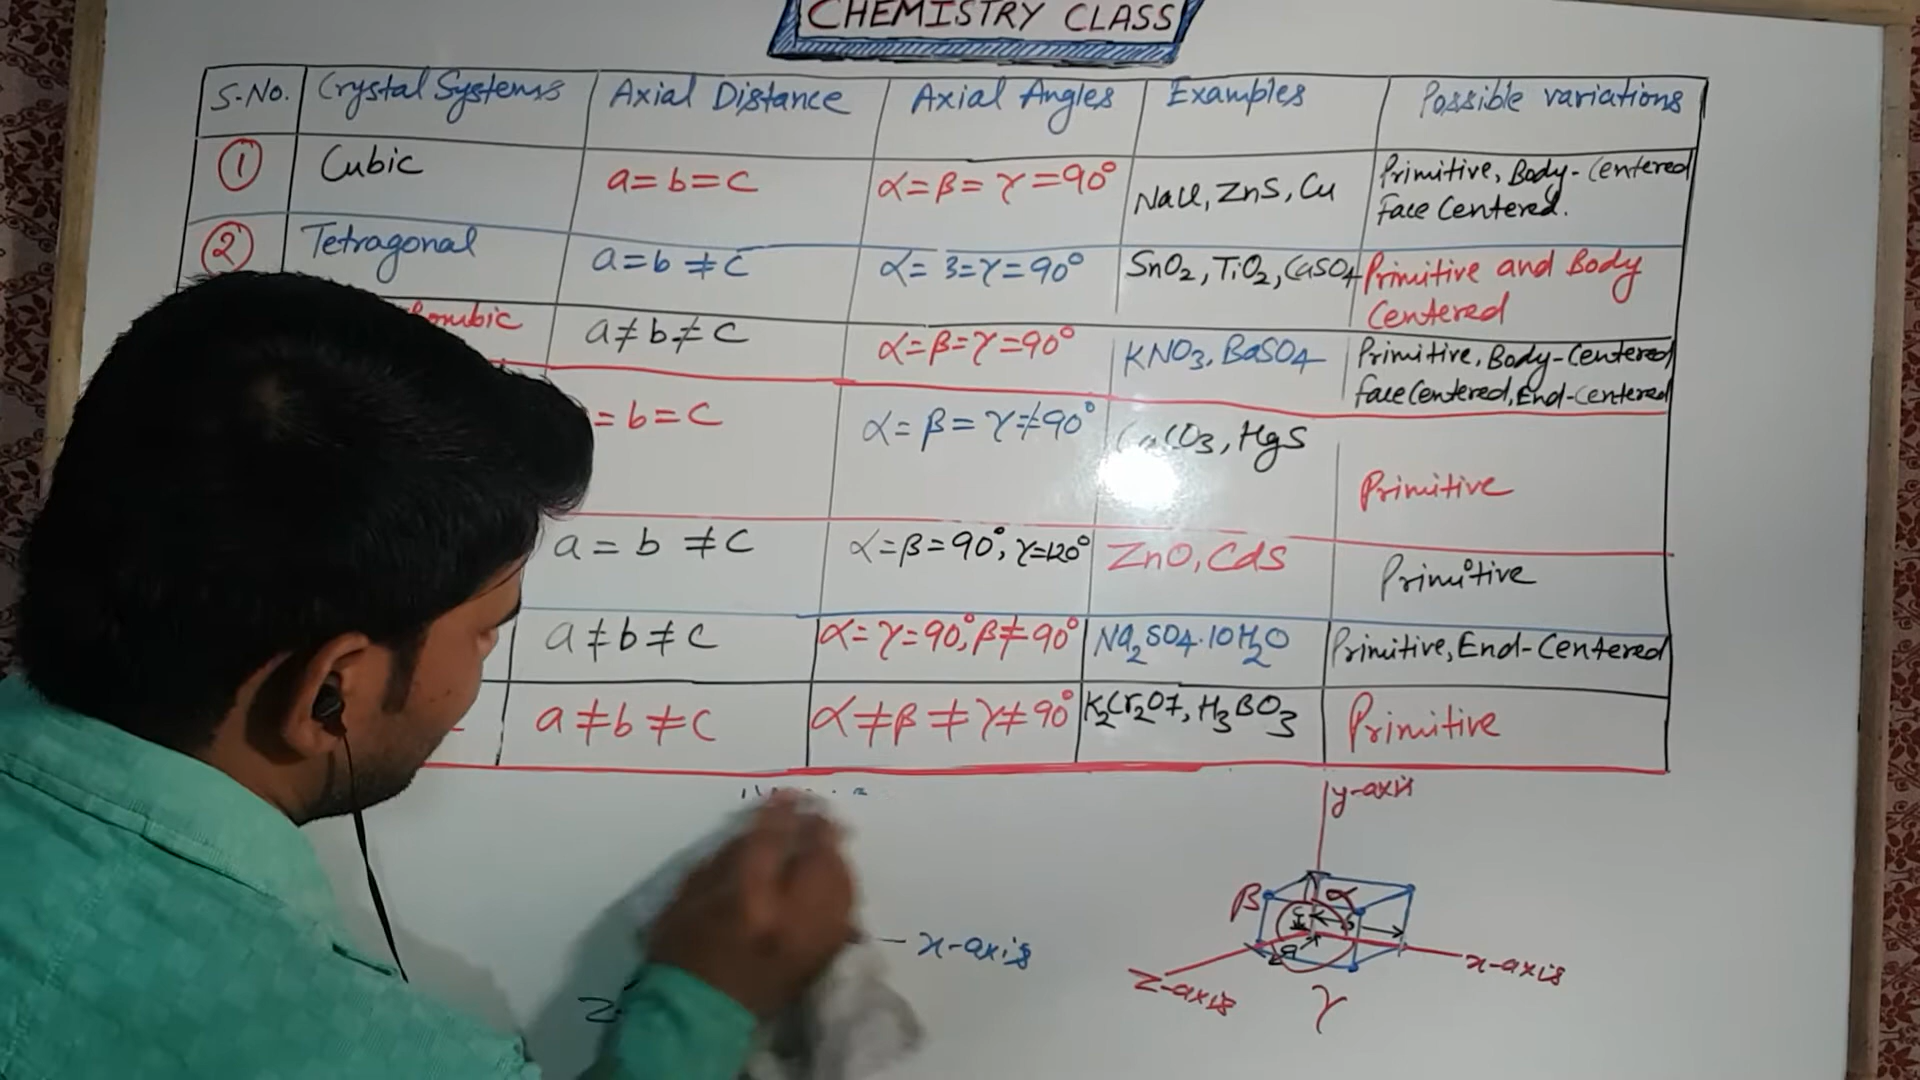 CHEMISTRY CLASS
S.No. Crystal Systems Axial Distance Axial Angles Examples Possible variations
1 Cubic a=b=c α=β=γ=90° NaCl, ZnS, Cu Primitive, Body-Centered
Face Centered.
2 Tetragonal a=b≠c α=3=γ=90° SnO2, TiO2, CaSO4 Primitive and Body
Centered
a≠b≠c α=β=γ=90° KNO3, BaSO4 Primitive, Body-Centered
Face Centered, End-Centered
=b=c α=β=γ≠90° CaCO3, HgS
Primitive
a=b≠c α=β=90°, γ=120° ZnO, CdS Primitive
a≠b≠c α=γ=90°, β≠90° Na2SO4.10H2O Primitive, End-Centered
a≠b≠c α≠β≠γ≠90° K2Cr2O7, H3BO3 Primitive
y-axis
β α
x-axis
z-axis x-axis
γ